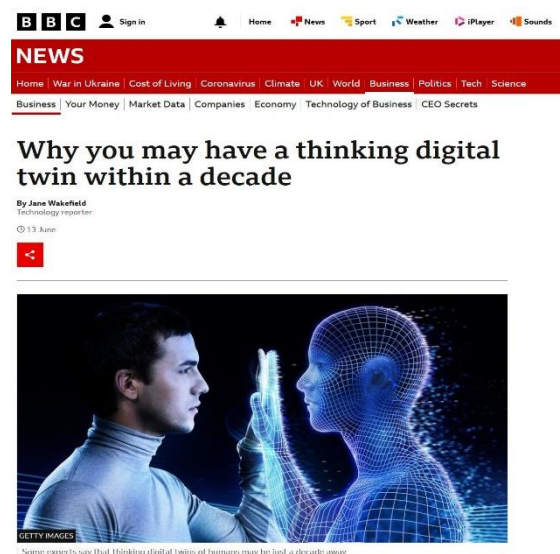 BBC Sign in Home News Sport Weather iPlayer Sounds
NEWS
Home War in Ukraine Cost of Living Coronavirus Climate UK World Business Politics Tech Science
Business Your Money Market Data Companies Economy Technology of Business CEO Secrets
Why you may have a thinking digital
twin within a decade
By Jane Wakefield
Technology reporter
13 June
GETTY IMAGES
Some experts say that thinking digital twins of humans may be just a decade away